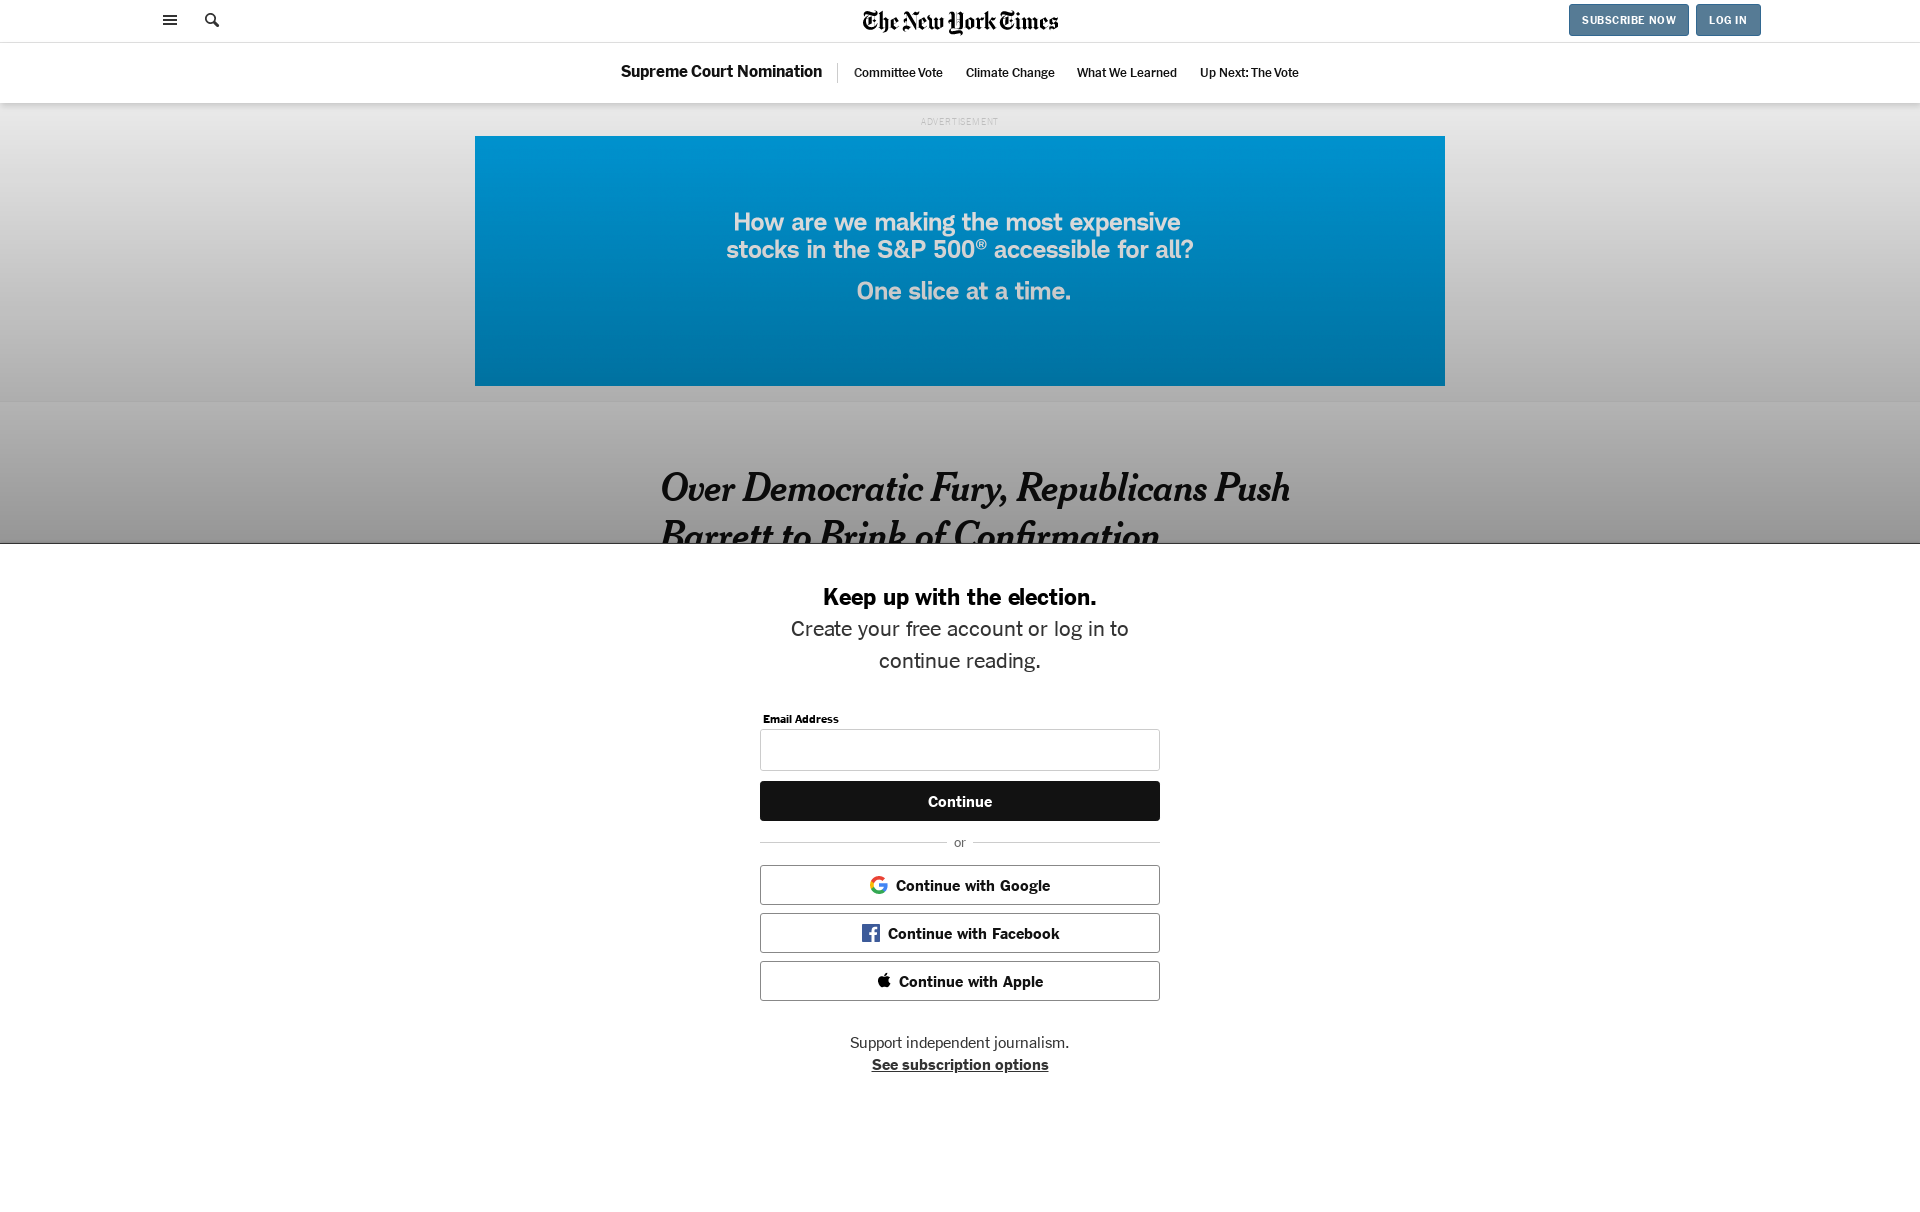 The New York Times
SUBSCRIBE NOW
LOG IN
Supreme Court Nomination
Committee Vote
Climate Change
What We Learned
Up Next: The Vote
ADVERTISEMENT
How are we making the most expensive
stocks in the S&P 500® accessible for all?
One slice at a time.
Over Democratic Fury, Republicans Push
Barrett to Brink of Confirmation
Keep up with the election.
Create your free account or log in to
continue reading.
Email Address
Continue
or
Continue with Google
Continue with Facebook
Continue with Apple
Support independent journalism.
See subscription options